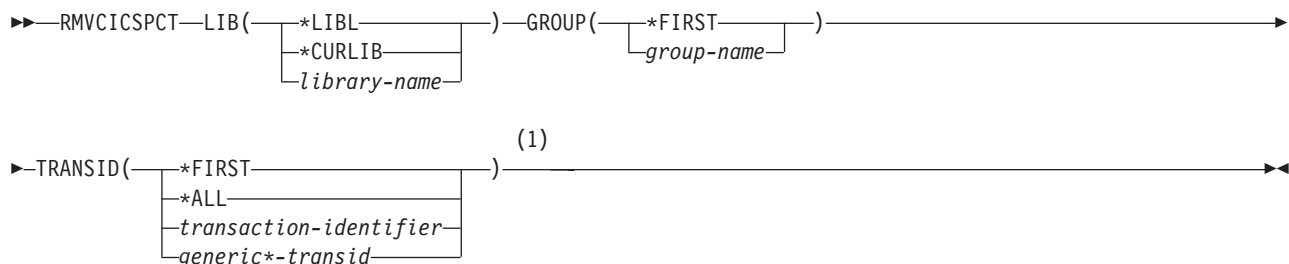 RMVCICSPCT LIB( *LIBL ) GROUP( *FIRST )
*CURLIB group-name
library-name
(1)
TRANSID( *FIRST )
*ALL
transaction-identifier
generic*-transid